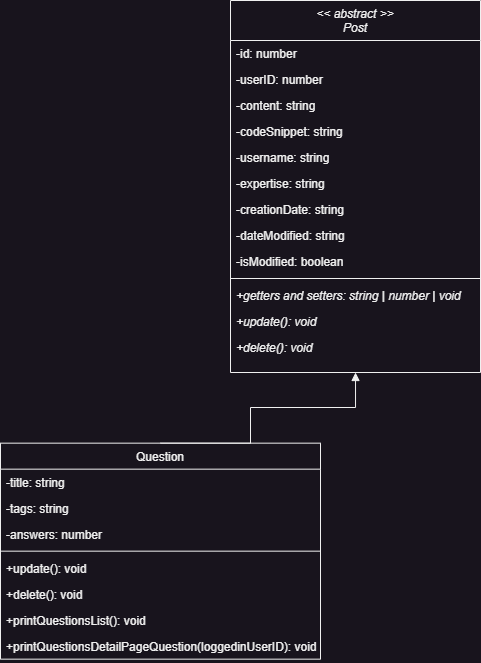 << abstract >>
Post
-id: number
-userID: number
-content: string
-codeSnippet: string
-username: string
-expertise: string
-creationDate: string
-dateModified: string
-isModified: boolean
+getters and setters: string | number | void
+update(): void
+delete(): void
Question
-title: string
-tags: string
-answers: number
+update(): void
+delete(): void
+printQuestionsList(): void
+printQuestionsDetailPageQuestion(loggedinUserID): void